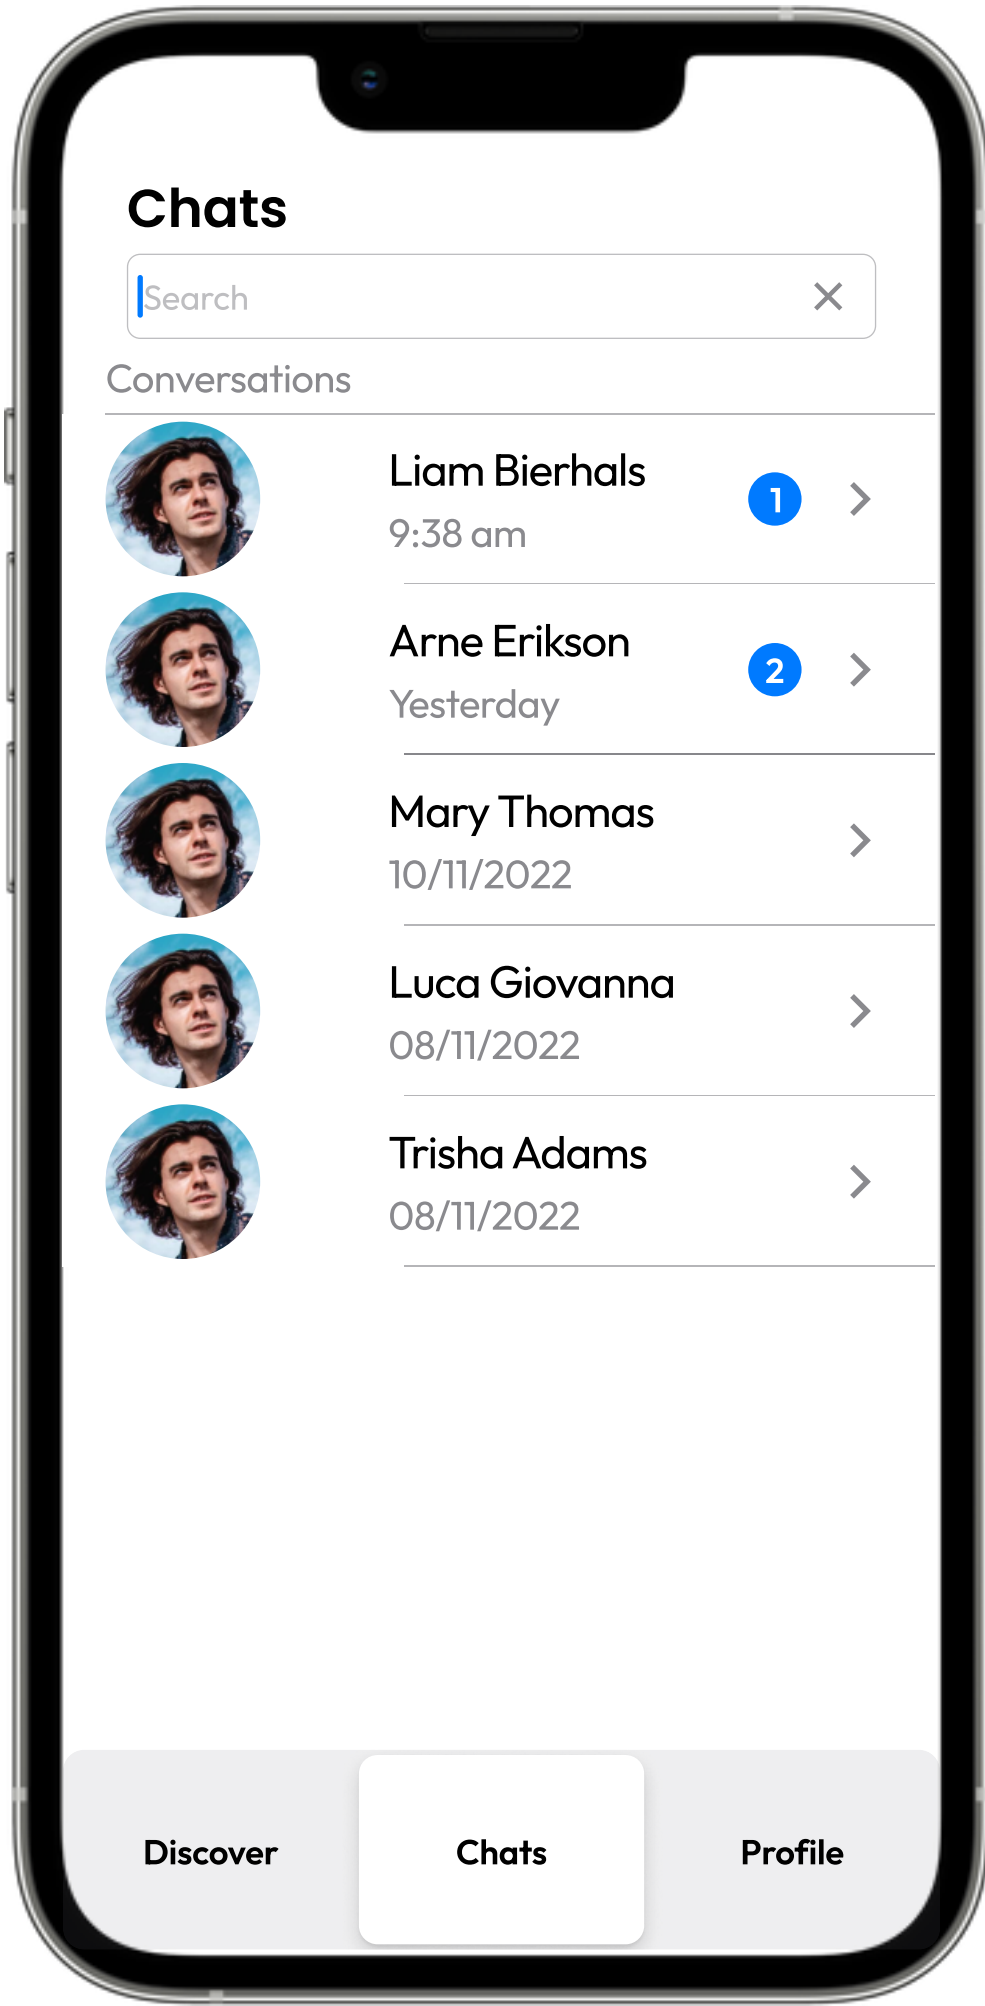 Chats
Search
Conversations
Liam Bierhals
9:38 am
1
Arne Erikson
Yesterday
2
Mary Thomas
10/11/2022
Luca Giovanna
08/11/2022
Trisha Adams
08/11/2022
Discover
Chats
Profile